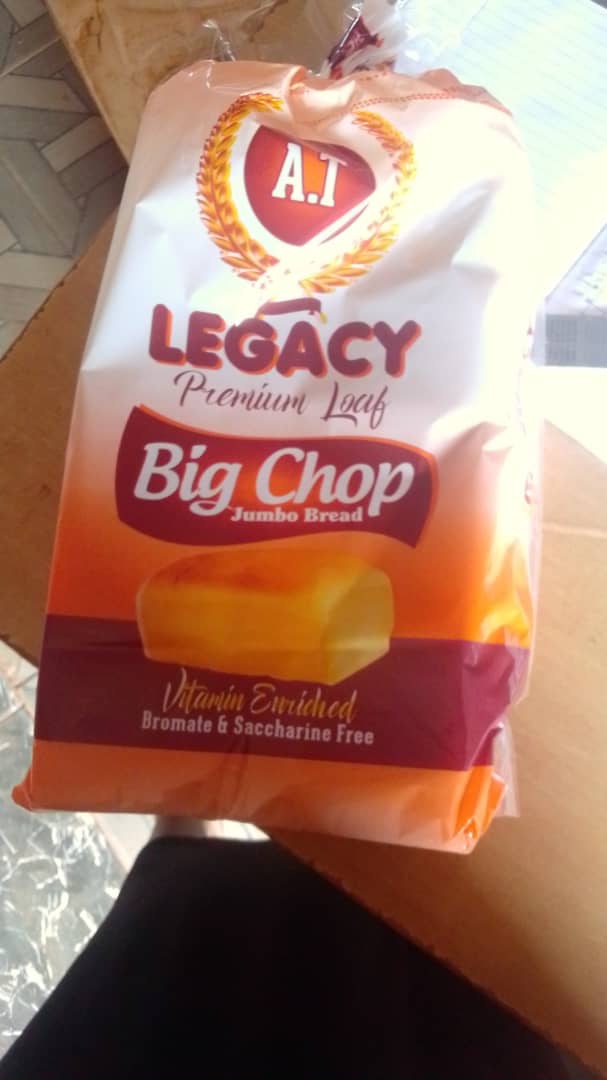 A.I
LEGACY
Premium Loaf
Big Chop
Jumbo Bread
Vitamin Enriched
Bromate & Saccharine Free